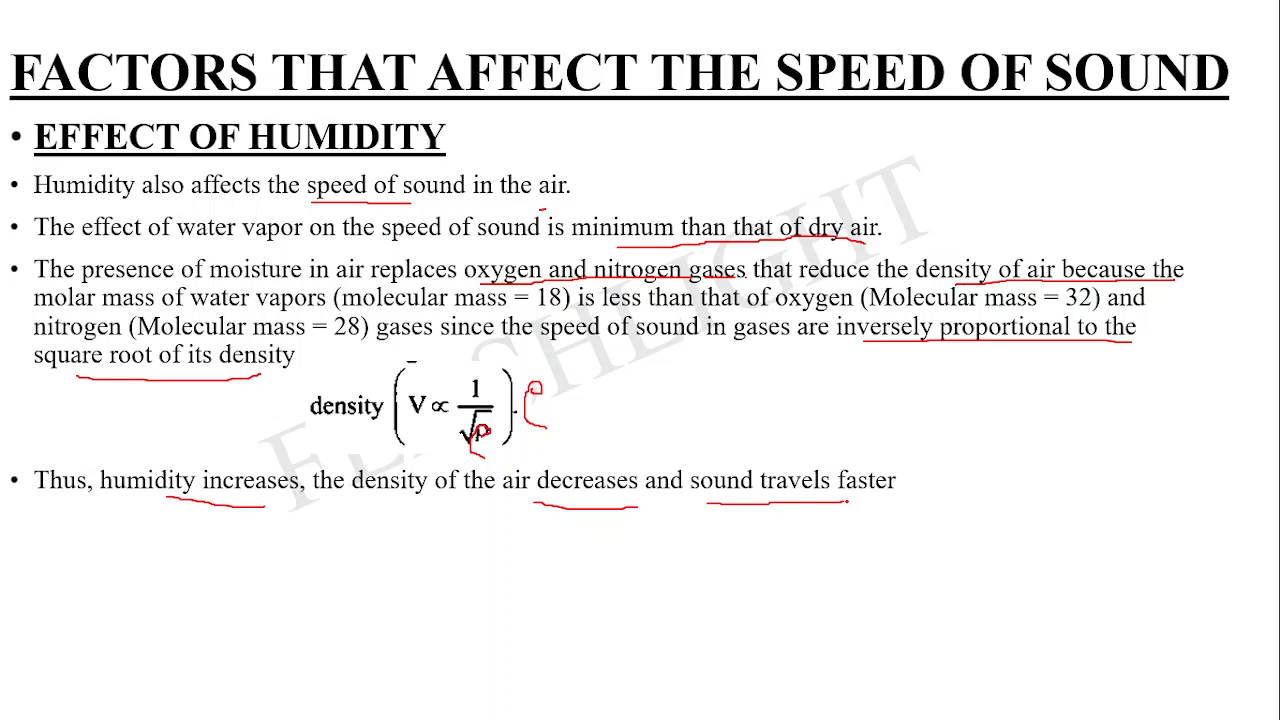 FACTORS THAT AFFECT THE SPEED OF SOUND
• EFFECT OF HUMIDITY
• Humidity also affects the speed of sound in the air.
• The effect of water vapor on the speed of sound is minimum than that of dry air.
• The presence of moisture in air replaces oxygen and nitrogen gases that reduce the density of air because the
molar mass of water vapors (molecular mass = 18) is less than that of oxygen (Molecular mass = 32) and
nitrogen (Molecular mass = 28) gases since the speed of sound in gases are inversely proportional to the
square root of its density
density (V ∝ 1/√ρ). ρ
• Thus, humidity increases, the density of the air decreases and sound travels faster